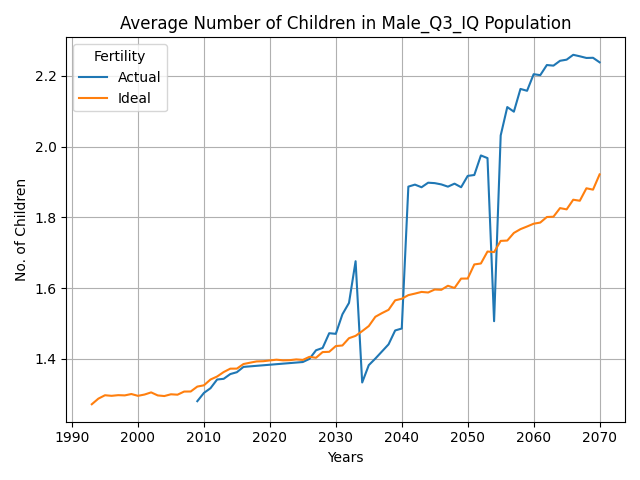 Average Number of Children in Male_Q3_IQ Population
Fertility
Actual
Ideal
No. of Children
2.2
2.0
1.8
1.6
1.4
1990 2000 2010 2020 2030 2040 2050 2060 2070
Years